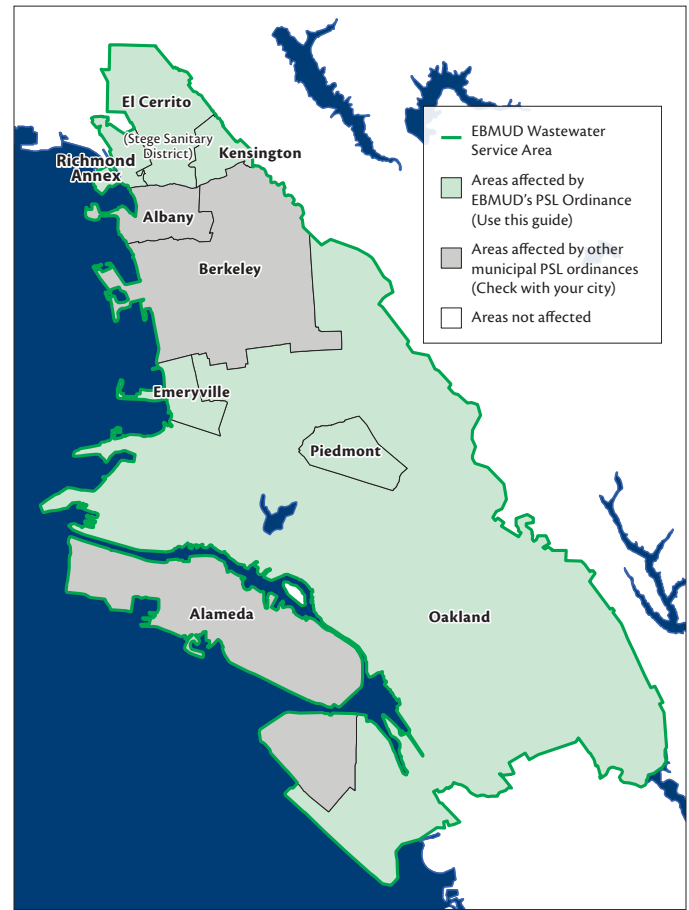 El Cerrito
(Stege Sanitary
District)
Kensington
Richmond
Annex
Albany
Berkeley
Emeryville
Piedmont
Alameda
Oakland
EBMUD Wastewater
Service Area
Areas affected by
EBMUD's PSL Ordinance
(Use this guide)
Areas affected by other
municipal PSL ordinances
(Check with your city)
Areas not affected